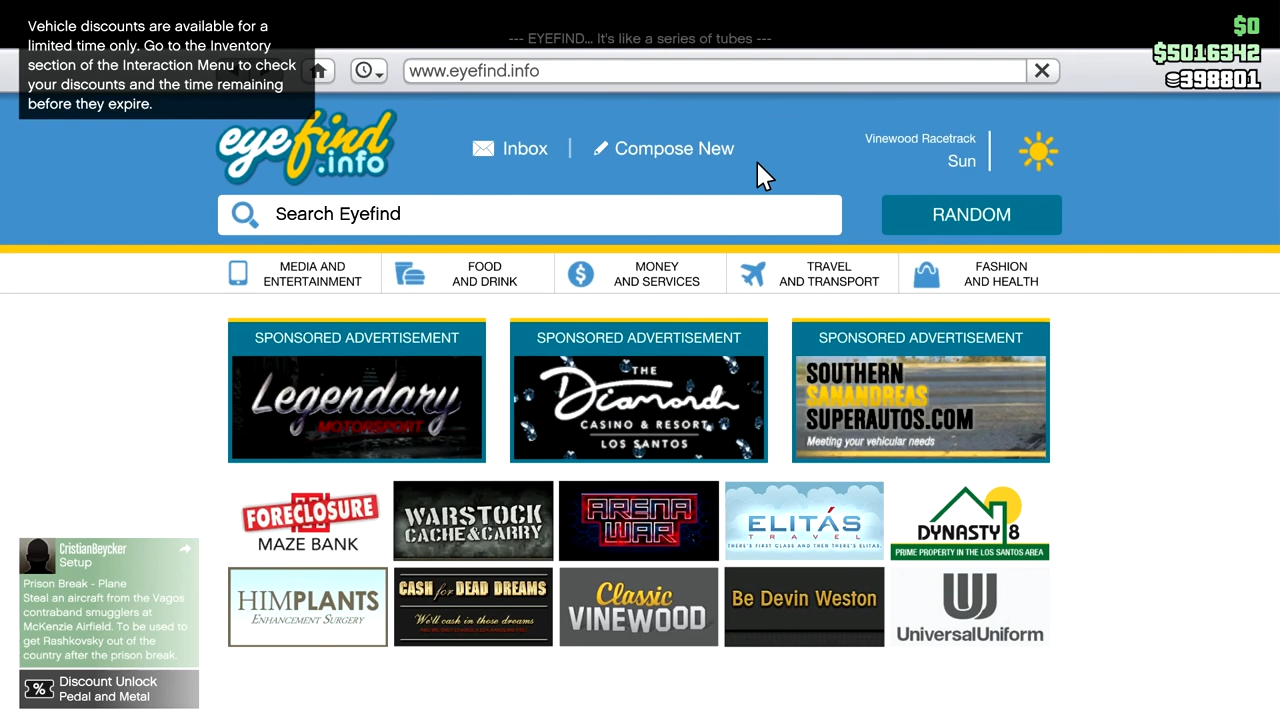 Vehicle discounts are available for a
limited time only. Go to the Inventory
section of the Interaction Menu to check
your discounts and the time remaining
before they expire.
--- EYEFIND... It's like a series of tubes ---
$0
$5016342
398801
www.eyefind.info
eyefind
.info
Inbox
Compose New
Vinewood Racetrack
Sun
Search Eyefind
RANDOM
MEDIA AND
ENTERTAINMENT
FOOD
AND DRINK
MONEY
AND SERVICES
TRAVEL
AND TRANSPORT
FASHION
AND HEALTH
SPONSORED ADVERTISEMENT
Legendary
MOTORSPORT
SPONSORED ADVERTISEMENT
THE
Diamond
CASINO & RESORT
LOS SANTOS
SPONSORED ADVERTISEMENT
SOUTHERN
SANANDREAS
SUPERAUTOS.COM
Meeting your vehicular needs
FORECLOSURE
MAZE BANK
WARSTOCK
CACHE & CARRY
ARENA
WAR
ELITÁS
TRAVEL
THERE'S FIRST CLASS AND THEN THERE'S ELITAS.
DYNASTY 8
PRIME PROPERTY IN THE LOS SANTOS AREA
HIMPLANTS
ENHANCEMENT SURGERY
CASH for DEAD DREAMS
We'll cash in those dreams
Classic
VINEWOOD
Be Devin Weston
UNIVERSALUNIFORM
CristianBeycker
Setup
Prison Break - Plane
Steal an aircraft from the Vagos
contraband smugglers at
McKenzie Airfield. To be used to
get Rashkovsky out of the
country after the prison break.
Discount Unlock
Pedal and Metal